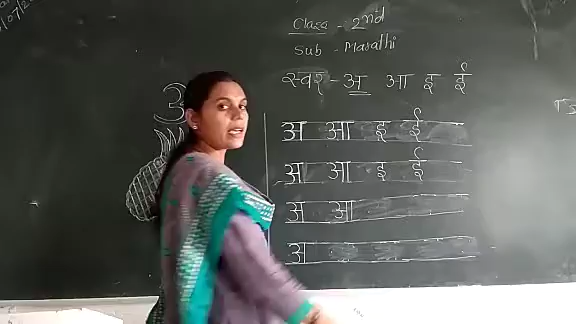 Class - 2nd
Sub - Marathi
स्वर - अ आ इ ई
अ
अ आ इ ई
अ आ इ ई
अ आ
अ